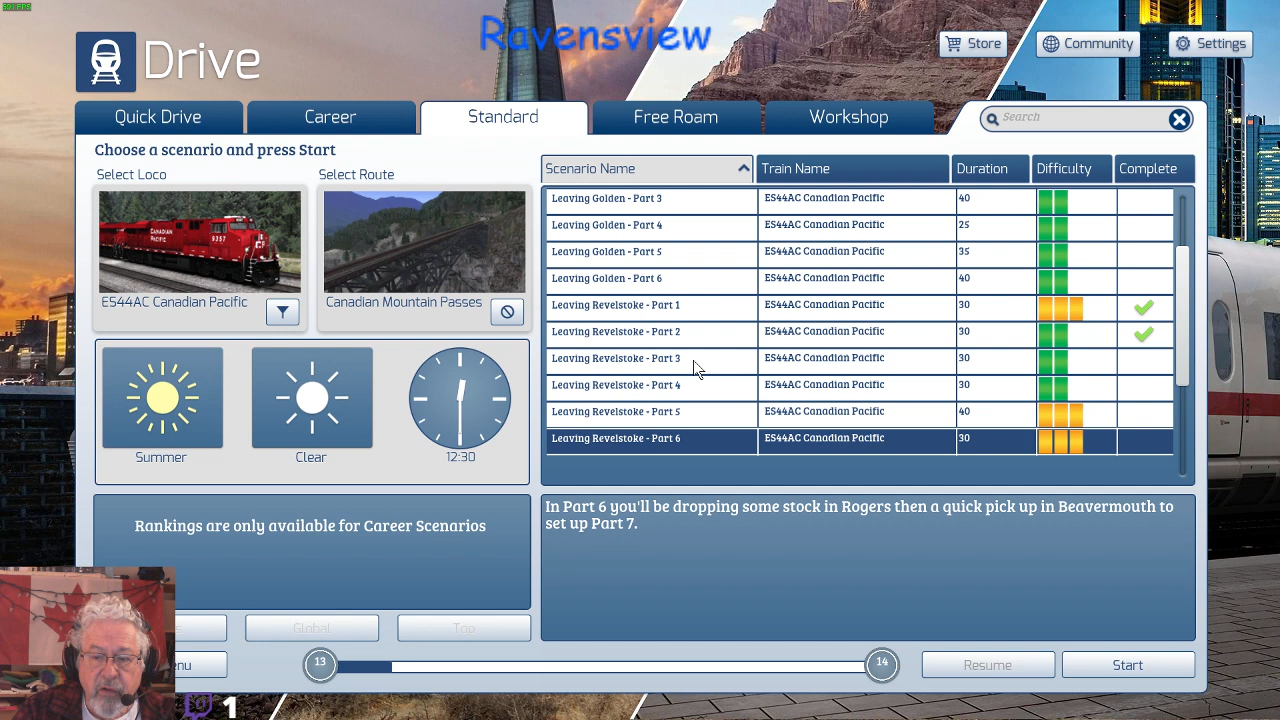 Ravensview
Drive
Store
Community
Settings
Quick Drive
Career
Standard
Free Roam
Workshop
Search
Choose a scenario and press Start
Select Loco
Select Route
CANADIAN
PACIFIC
9357
ES44AC Canadian Pacific
Canadian Mountain Passes
Summer
Clear
12:30
Rankings are only available for Career Scenarios
Scenario Name Train Name Duration Difficulty Complete
Leaving Golden - Part 3 ES44AC Canadian Pacific 40
Leaving Golden - Part 4 ES44AC Canadian Pacific 25
Leaving Golden - Part 5 ES44AC Canadian Pacific 35
Leaving Golden - Part 6 ES44AC Canadian Pacific 40
Leaving Revelstoke - Part 1 ES44AC Canadian Pacific 30
Leaving Revelstoke - Part 2 ES44AC Canadian Pacific 30
Leaving Revelstoke - Part 3 ES44AC Canadian Pacific 30
Leaving Revelstoke - Part 4 ES44AC Canadian Pacific 30
Leaving Revelstoke - Part 5 ES44AC Canadian Pacific 40
Leaving Revelstoke - Part 6 ES44AC Canadian Pacific 30
In Part 6 you'll be dropping some stock in Rogers then a quick pick up in Beavermouth to
set up Part 7.
Global
Top
enu
13
14
Resume
Start
1